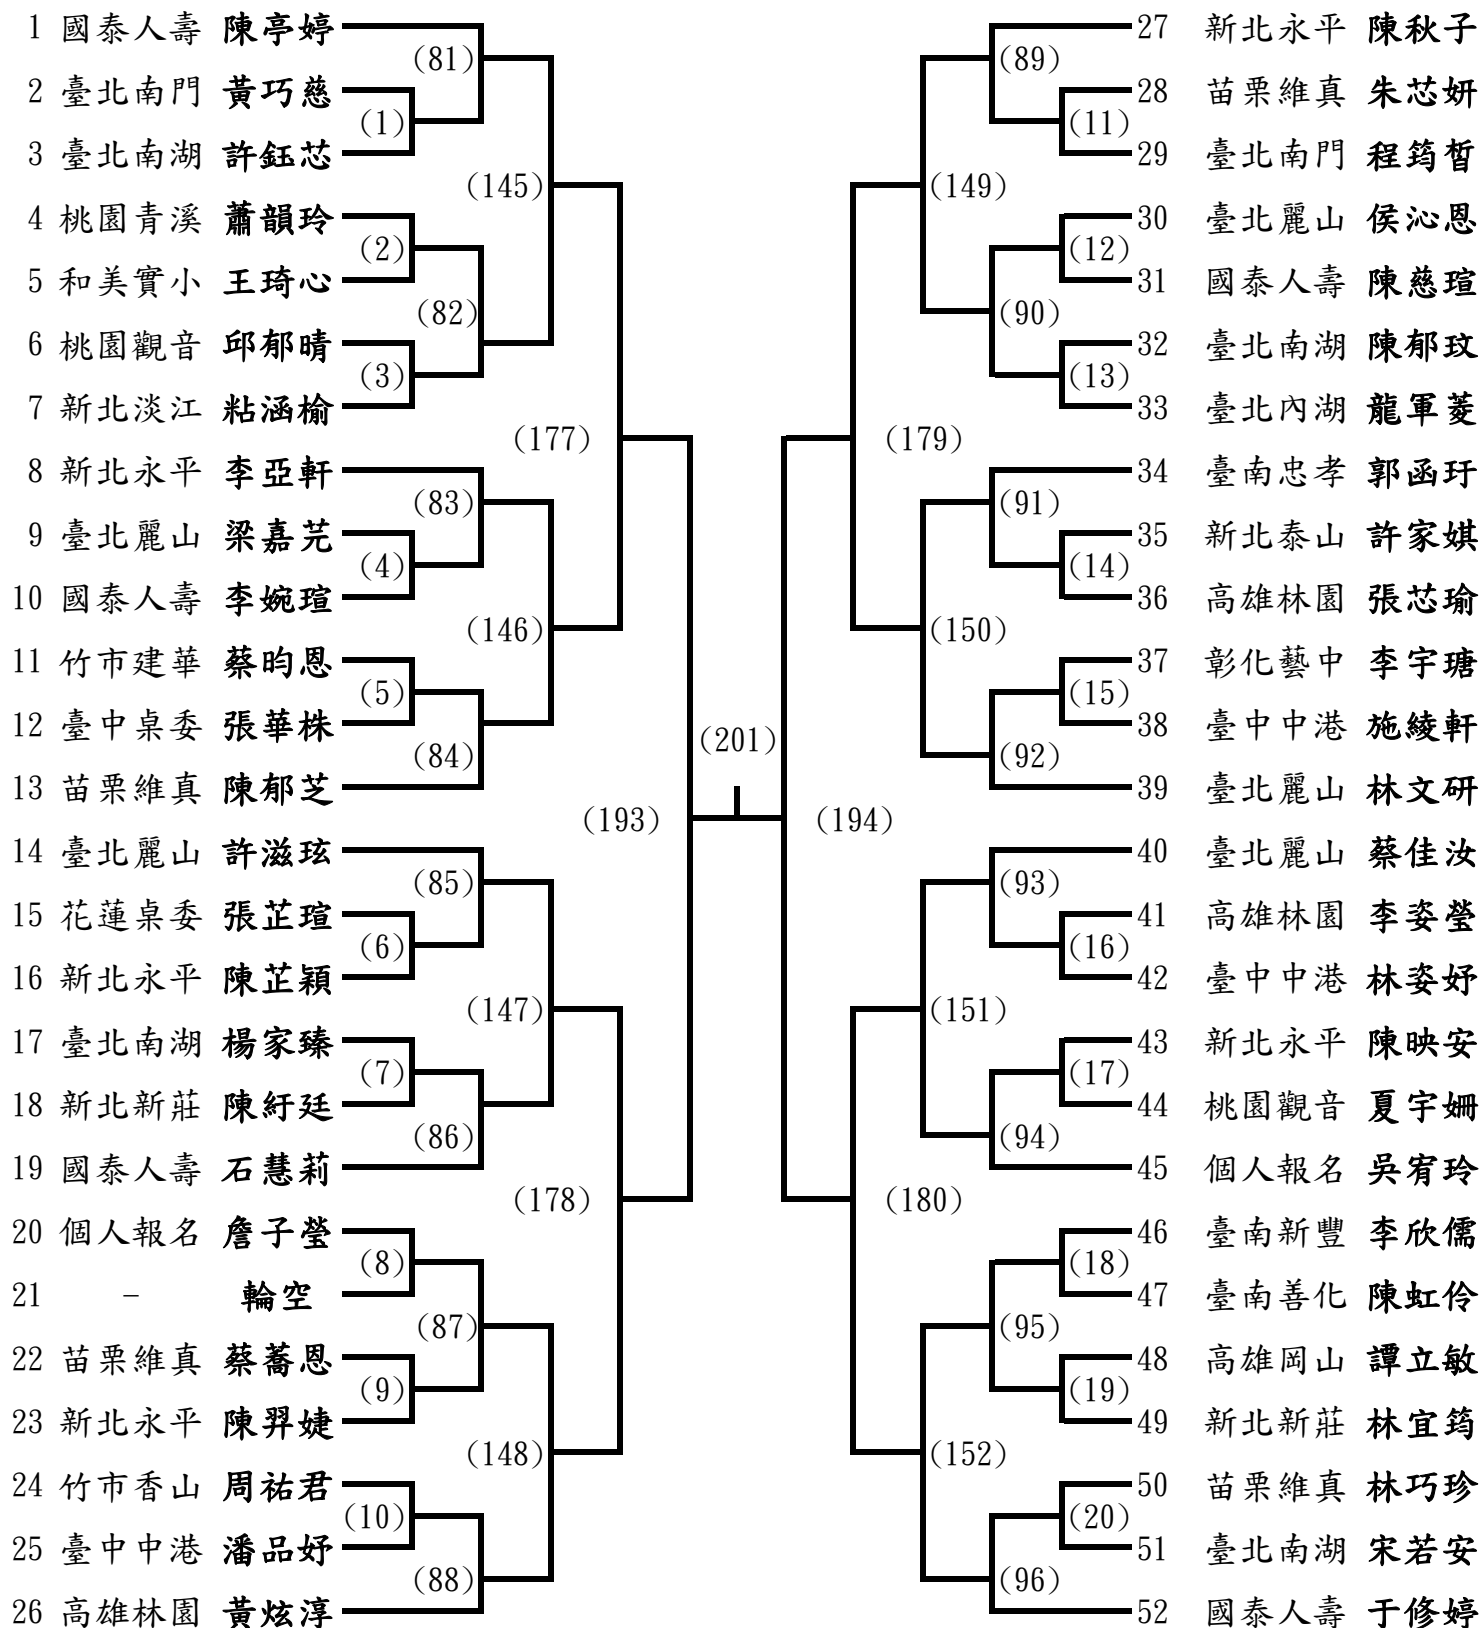 1 國泰人壽 陳亭婷
(81)
2 臺北南門 黃巧慈
(1)
3 臺北南湖 許鈺芯
(145)
4 桃園青溪 蕭韻玲
(2)
5 和美實小 王琦心
(82)
6 桃園觀音 邱郁晴
(3)
7 新北淡江 粘涵榆
(177)
8 新北永平 李亞軒
(83)
9 臺北麗山 梁嘉芫
(4)
10 國泰人壽 李婉瑄
(146)
11 竹市建華 蔡昀恩
(5)
12 臺中桌委 張華株
(84)
13 苗栗維真 陳郁芝
(193)
14 臺北麗山 許滋玹
(85)
15 花蓮桌委 張芷瑄
(6)
16 新北永平 陳芷穎
(147)
17 臺北南湖 楊家臻
(7)
18 新北新莊 陳紆廷
(86)
19 國泰人壽 石慧莉
(178)
20 個人報名 詹子瑩
(8)
21 - 輪空
(87)
22 苗栗維真 蔡蕎恩
(9)
23 新北永平 陳羿婕
(148)
24 竹市香山 周祐君
(10)
25 臺中中港 潘品妤
(88)
26 高雄林園 黃炫淳
(201)
27 新北永平 陳秋子
(89)
28 苗栗維真 朱芯妍
(11)
29 臺北南門 程筠晳
(149)
30 臺北麗山 侯沁恩
(12)
31 國泰人壽 陳慈瑄
(90)
32 臺北南湖 陳郁玟
(13)
33 臺北內湖 龍軍菱
(179)
34 臺南忠孝 郭函玗
(91)
35 新北泰山 許家娸
(14)
36 高雄林園 張芯瑜
(150)
37 彰化藝中 李宇瑭
(15)
38 臺中中港 施綾軒
(92)
39 臺北麗山 林文研
(194)
40 臺北麗山 蔡佳汝
(93)
41 高雄林園 李姿瑩
(16)
42 臺中中港 林姿妤
(151)
43 新北永平 陳映安
(17)
44 桃園觀音 夏宇姍
(94)
45 個人報名 吳宥玲
(180)
46 臺南新豐 李欣儒
(18)
47 臺南善化 陳虹伶
(95)
48 高雄岡山 譚立敏
(19)
49 新北新莊 林宜筠
(152)
50 苗栗維真 林巧珍
(20)
51 臺北南湖 宋若安
(96)
52 國泰人壽 于修婷